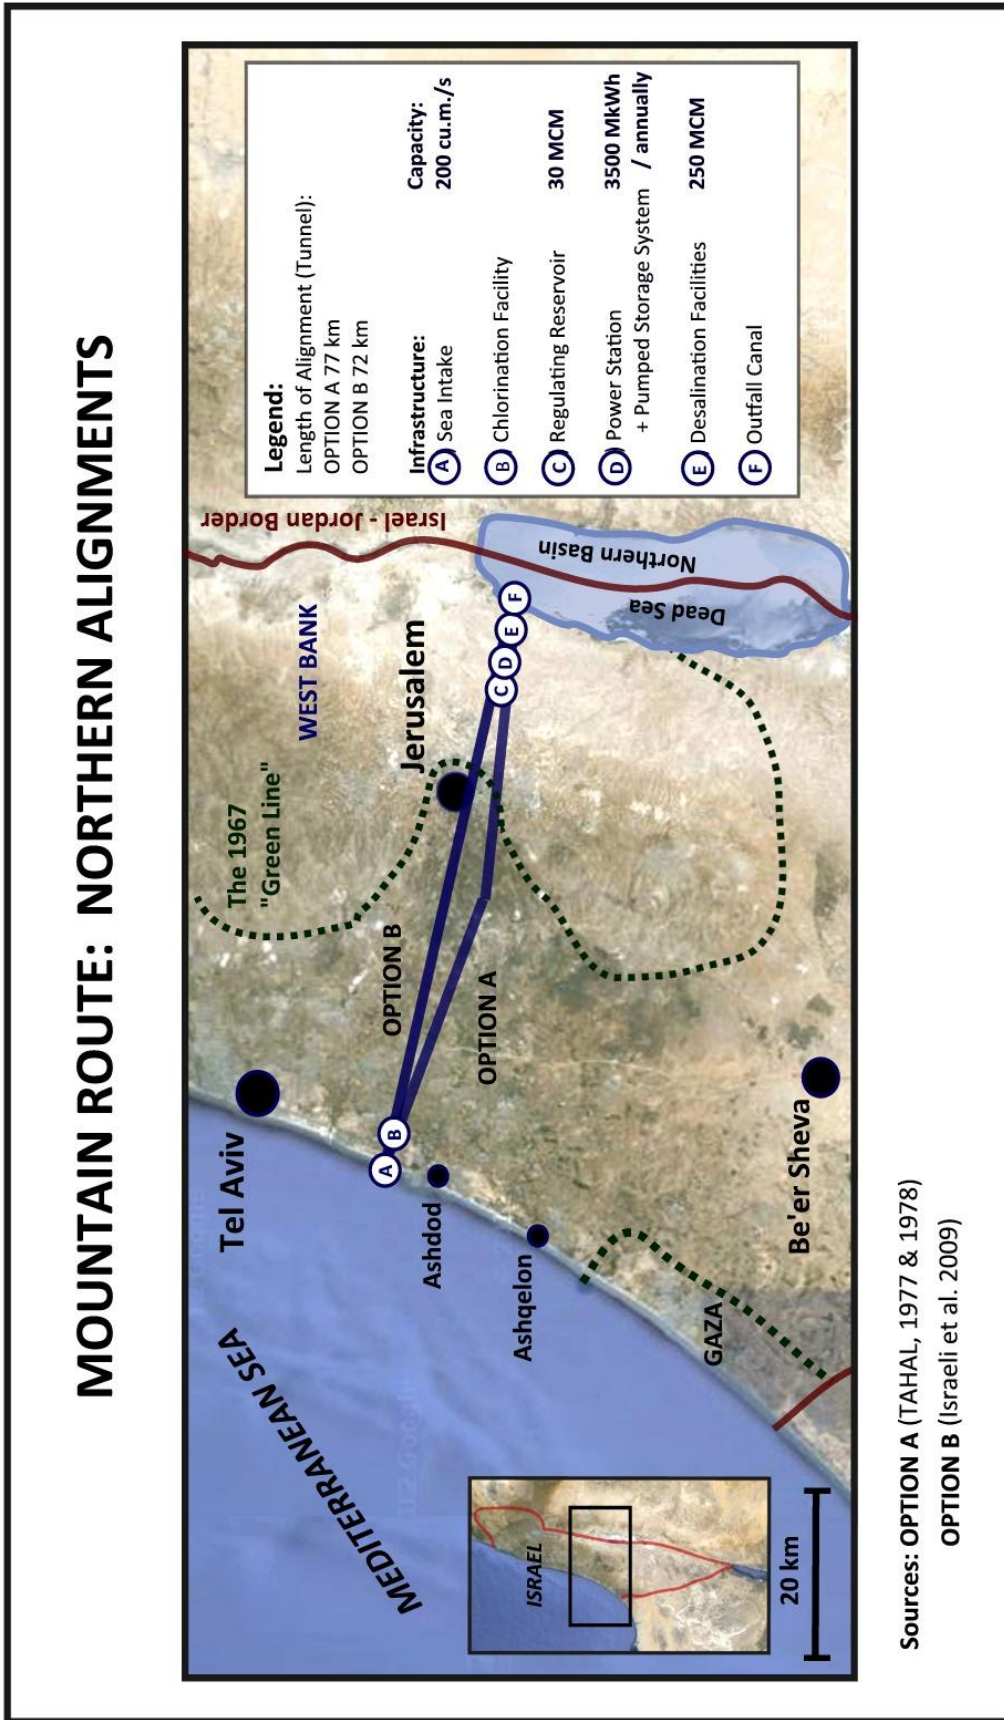 MOUNTAIN ROUTE: NORTHERN ALIGNMENTS
MEDITERRANEAN SEA
Tel Aviv
Ashdod
Ashqelon
GAZA
Be'er Sheva
A
B
OPTION B
OPTION A
The 1967
"Green Line"
WEST BANK
Jerusalem
C
D
E
F
Israel - Jordan Border
Northern Basin
Dead Sea
Legend:
Length of Alignment (Tunnel):
OPTION A 77 km
OPTION B 72 km
Infrastructure: Capacity:
A Sea Intake 200 cu.m./s
B Chlorination Facility
C Regulating Reservoir 30 MCM
D Power Station 3500 MkWh
+ Pumped Storage System / annually
E Desalination Facilities 250 MCM
F Outfall Canal
ISRAEL
20 km
Sources: OPTION A (TAHAL, 1977 & 1978)
OPTION B (Israeli et al. 2009)